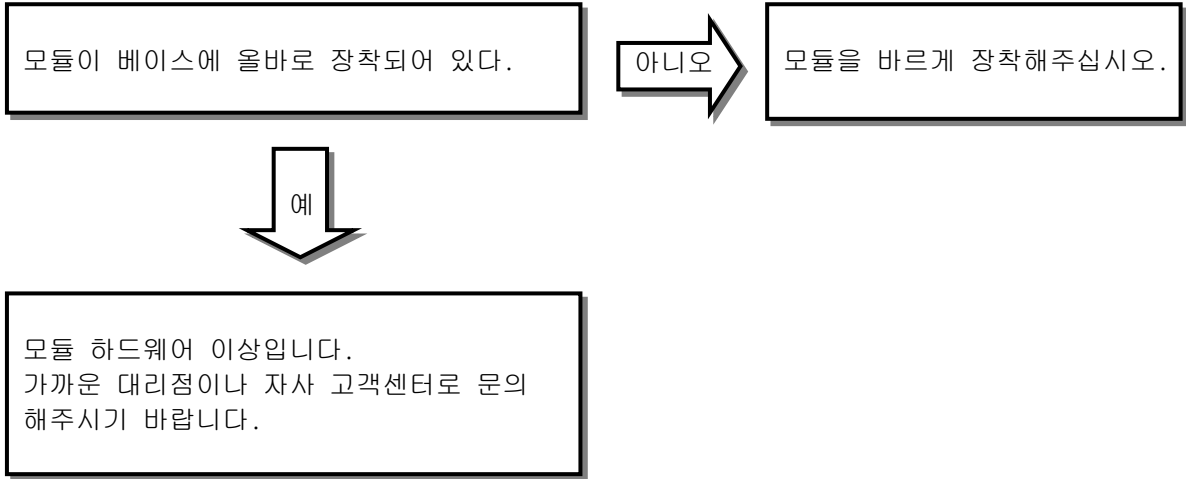 모듈이 베이스에 올바로 장착되어 있다.
아니오
모듈을 바르게 장착해주십시오.
예
모듈 하드웨어 이상입니다.
가까운 대리점이나 자사 고객센터로 문의
해주시기 바랍니다.